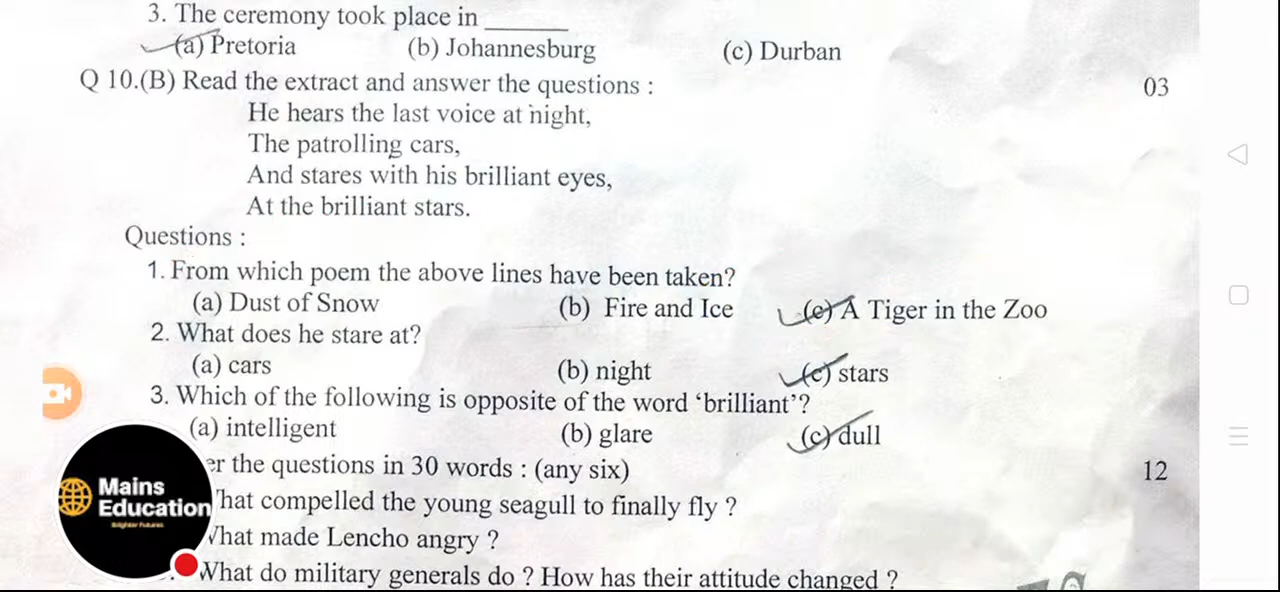 3. The ceremony took place in ________
(a) Pretoria (b) Johannesburg (c) Durban
Q 10.(B) Read the extract and answer the questions : 03
He hears the last voice at night,
The patrolling cars,
And stares with his brilliant eyes,
At the brilliant stars.
Questions :
1. From which poem the above lines have been taken?
(a) Dust of Snow (b) Fire and Ice (c) A Tiger in the Zoo
2. What does he stare at?
(a) cars (b) night (c) stars
3. Which of the following is opposite of the word ‘brilliant’?
(a) intelligent (b) glare (c) dull
er the questions in 30 words : (any six) 12
hat compelled the young seagull to finally fly ?
hat made Lencho angry ?
What do military generals do ? How has their attitude changed ?
Mains
Education
Brighter Futures